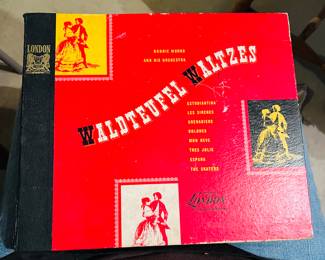 LONDON
MANNIE WORKS
AND HIS ORCHESTRA
WALDTEUFEL WALTZES
ESTUDIANTINA
LES SIRENES
GRENADIERS
DOLORES
MON REVE
TRES JOLIE
ESPANA
THE SKATERS
LONDON